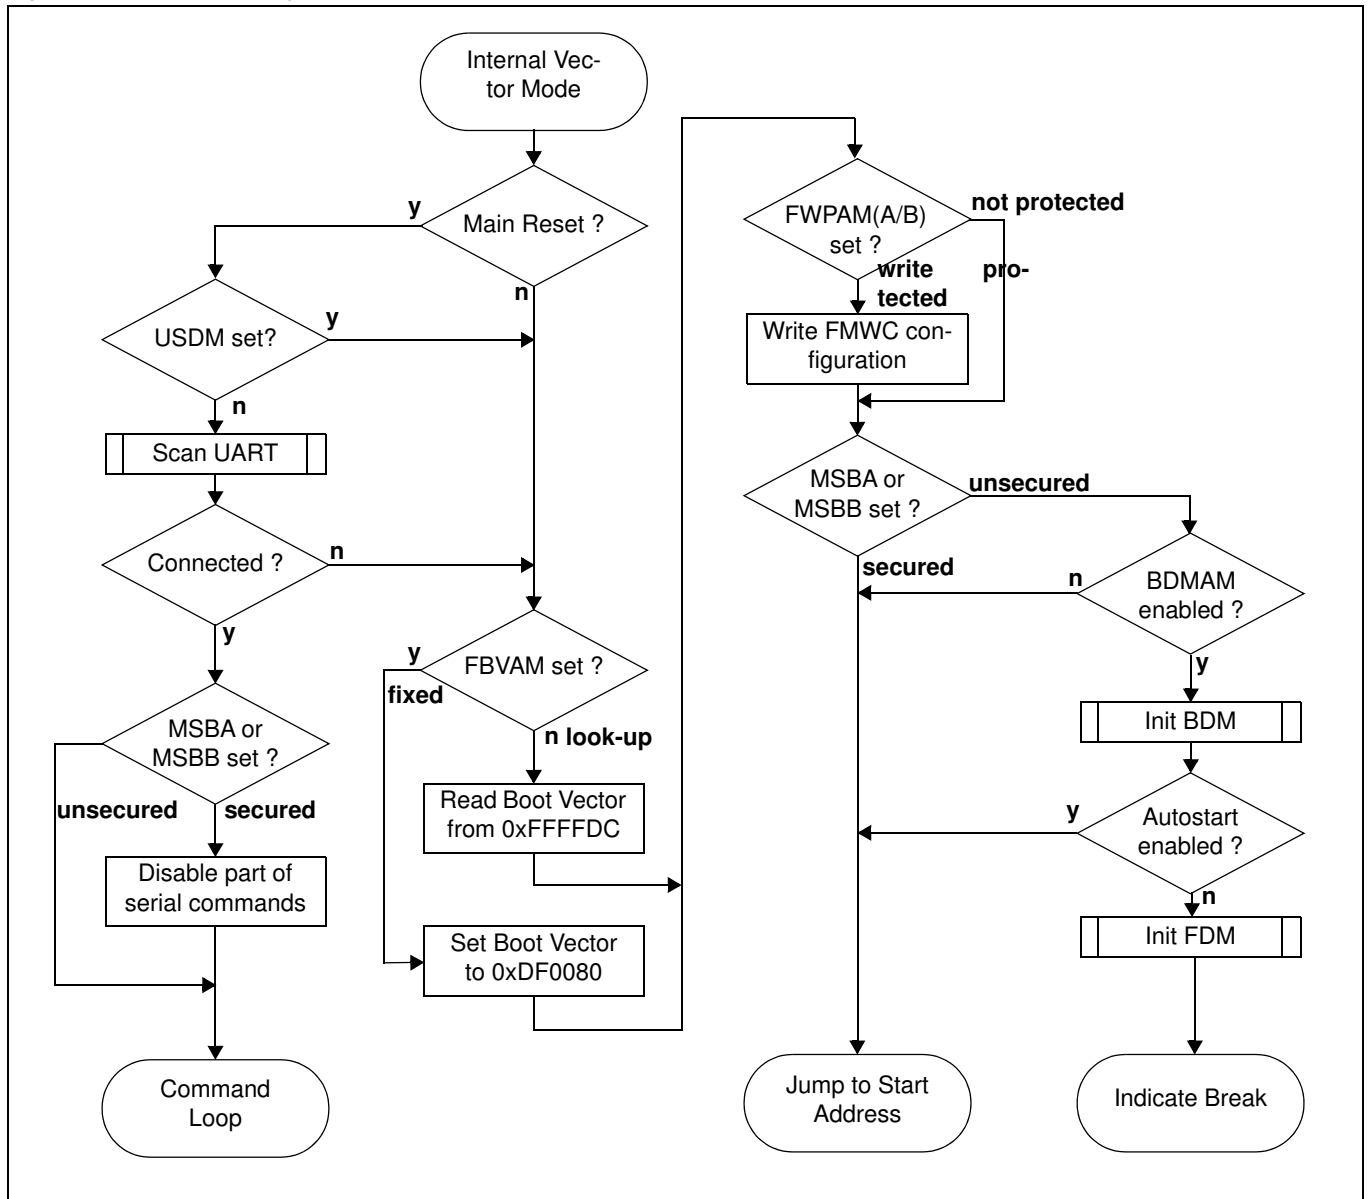 Internal Vec-
tor Mode
Main Reset ?
y
n
USDM set?
y
n
Scan UART
Connected ?
n
y
MSBA or
MSBB set ?
unsecured
secured
Disable part of
serial commands
Command
Loop
FBVAM set ?
y
fixed
n look-up
Read Boot Vector
from 0xFFFFDC
Set Boot Vector
to 0xDF0080
FWPAM(A/B)
set ?
not protected
write pro-
tected
Write FMWC con-
figuration
MSBA or
MSBB set ?
unsecured
secured
BDMAM
enabled ?
n
y
Init BDM
Autostart
enabled ?
y
n
Init FDM
Jump to Start
Address
Indicate Break